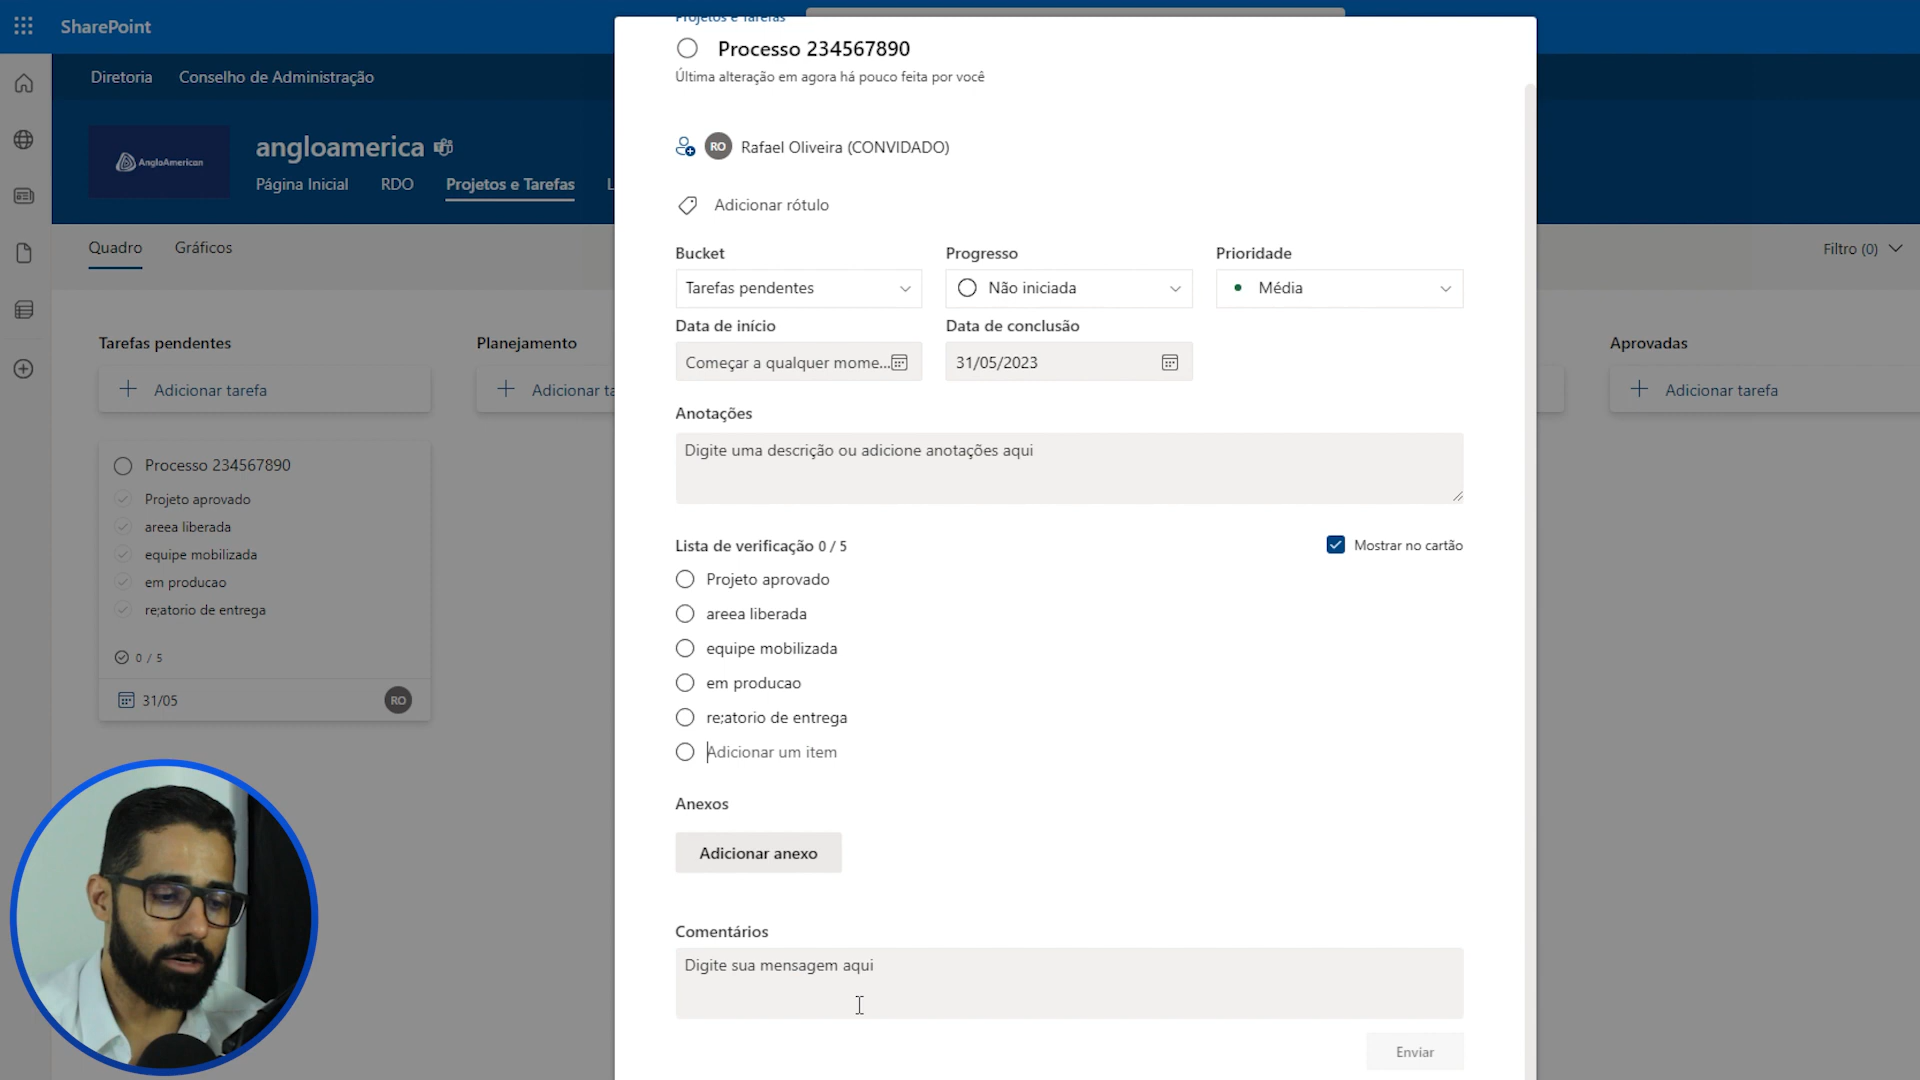 SharePoint
Diretoria
Conselho de Administração
AngloAmerican
angloamerica
Página Inicial
RDO
Projetos e Tarefas
L
Quadro
Gráficos
Filtro (0)
Tarefas pendentes
Adicionar tarefa
Processo 234567890
Projeto aprovado
areea liberada
equipe mobilizada
em producao
re;atorio de entrega
0 / 5
31/05
RO
Planejamento
Adicionar ta
Projetos e Tarefas
Processo 234567890
Última alteração em agora há pouco feita por você
RO
Rafael Oliveira (CONVIDADO)
Adicionar rótulo
Bucket
Progresso
Prioridade
Tarefas pendentes
Não iniciada
Média
Data de início
Data de conclusão
Começar a qualquer mome...
31/05/2023
Anotações
Digite uma descrição ou adicione anotações aqui
Lista de verificação 0 / 5
Mostrar no cartão
Projeto aprovado
areea liberada
equipe mobilizada
em producao
re;atorio de entrega
Adicionar um item
Anexos
Adicionar anexo
Comentários
Digite sua mensagem aqui
Enviar
Aprovadas
Adicionar tarefa